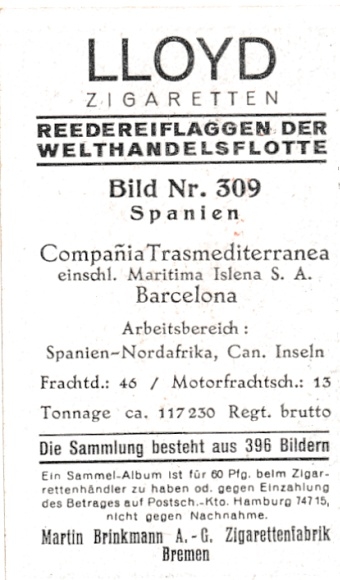 LLOYD
ZIGARETTEN
REEDEREIFLAGGEN DER
WELTHANDELSFLOTTE
Bild Nr. 309
Spanien
Compañia Trasmediterranea
einschl. Maritima Islena S. A.
Barcelona
Arbeitsbereich:
Spanien-Nordafrika, Can. Inseln
Frachtd.: 46 / Motorfrachtsch.: 13
Tonnage ca. 117230 Regt. brutto
Die Sammlung besteht aus 396 Bildern
Ein Sammel-Album ist für 60 Pfg. beim Zigar-
rettenhändler zu haben od. gegen Einzahlung
des Betrages auf Postsch.-Kto. Hamburg 74715,
nicht gegen Nachnahme.
Martin Brinkmann A.-G. Zigarettenfabrik
Bremen